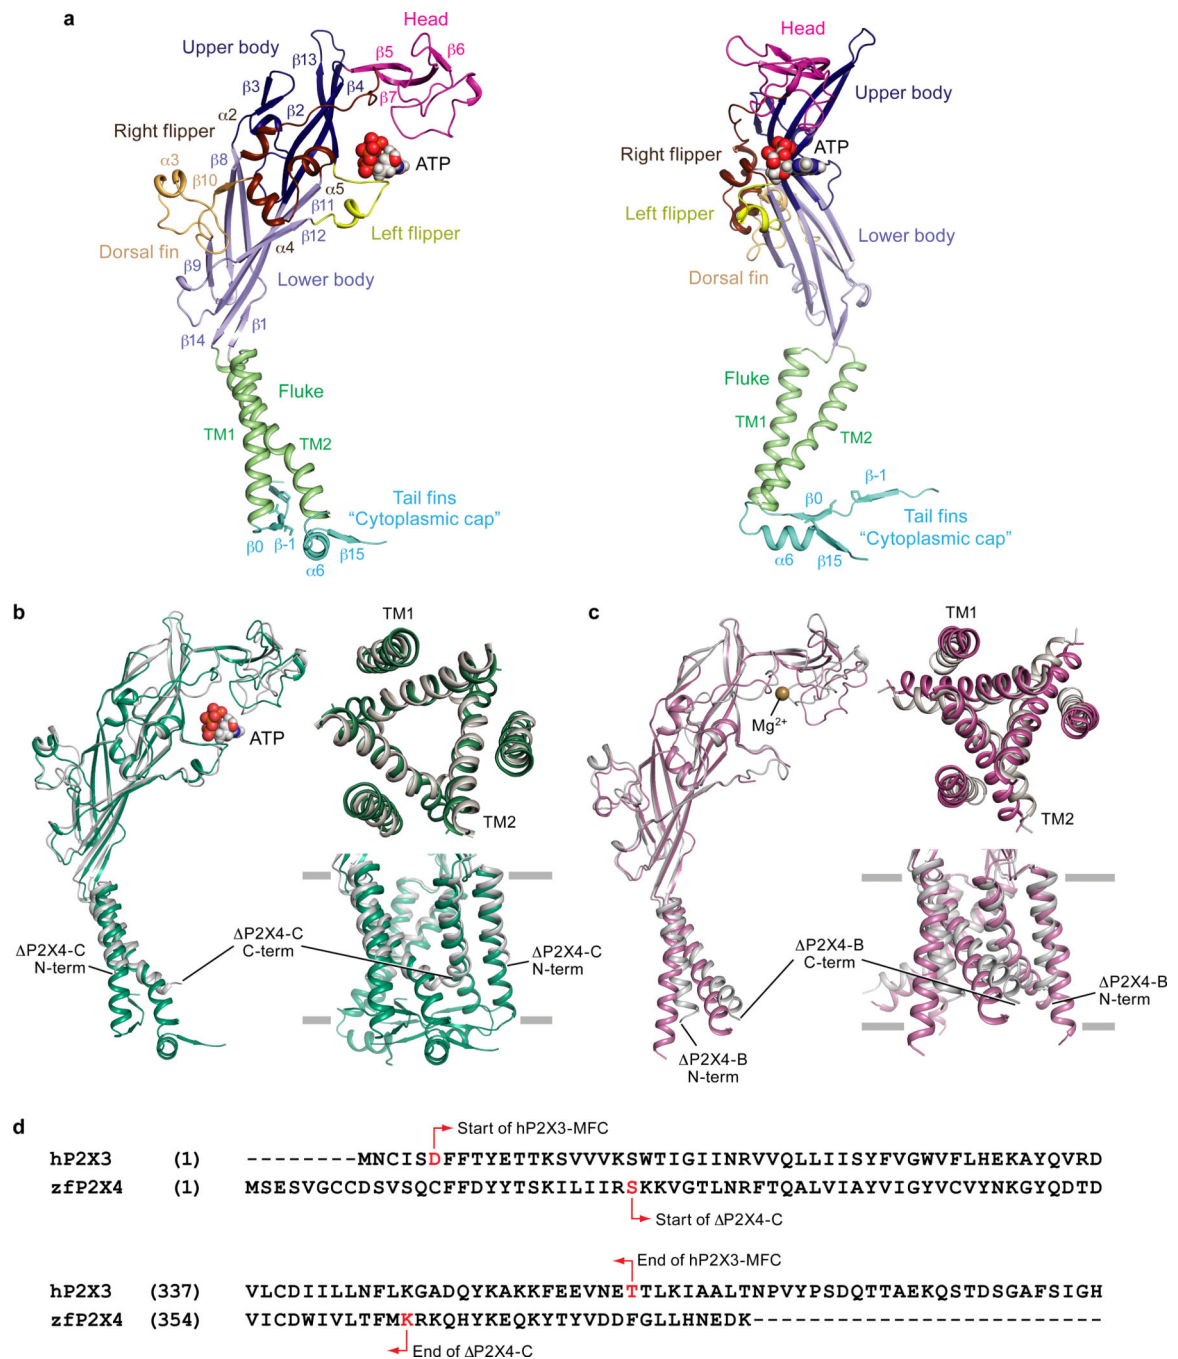 a
Head
β5
β6
Upper body
β13
β3
β4
β2
β7
α2
Right flipper
ATP
α3
β8
β10
α5
β11
β12
Left flipper
Dorsal fin
α4
β9
Lower body
β14
β1
Fluke
TM1
TM2
Tail fins
"Cytoplasmic cap"
β0
β-1
β15
α6
Head
Upper body
ATP
Right flipper
Left flipper
Lower body
Dorsal fin
Fluke
TM1
TM2
β0
β-1
Tail fins
"Cytoplasmic cap"
α6
β15
b
TM1
ATP
TM2
ΔP2X4-C
N-term
ΔP2X4-C
C-term
ΔP2X4-C
N-term
c
TM1
Mg2+
TM2
ΔP2X4-B
C-term
ΔP2X4-B
N-term
ΔP2X4-B
N-term
d
Start of hP2X3-MFC
hP2X3 (1) --------MNCISDFFTYETTKSVVVKSWTIGIINRVVQLLIISYFVGWVFLHEKAYQVRD
zfP2X4 (1) MSESVGCCDSVSQCFFDYYTSKILIIRSKKVGTLNRFTQALVIAYVIGYVCVYNKGYQDTD
Start of ΔP2X4-C
End of hP2X3-MFC
hP2X3 (337) VLCDIILLNFLKGADQYKAKKFEEVNETTLKIAALTNPVYPSDQTTAEKQSTDSGAFSIGH
zfP2X4 (354) VICDWIVLTFMKRKQHYKEQKYTYVDDFGLLHNEDK-------------------------
End of ΔP2X4-C